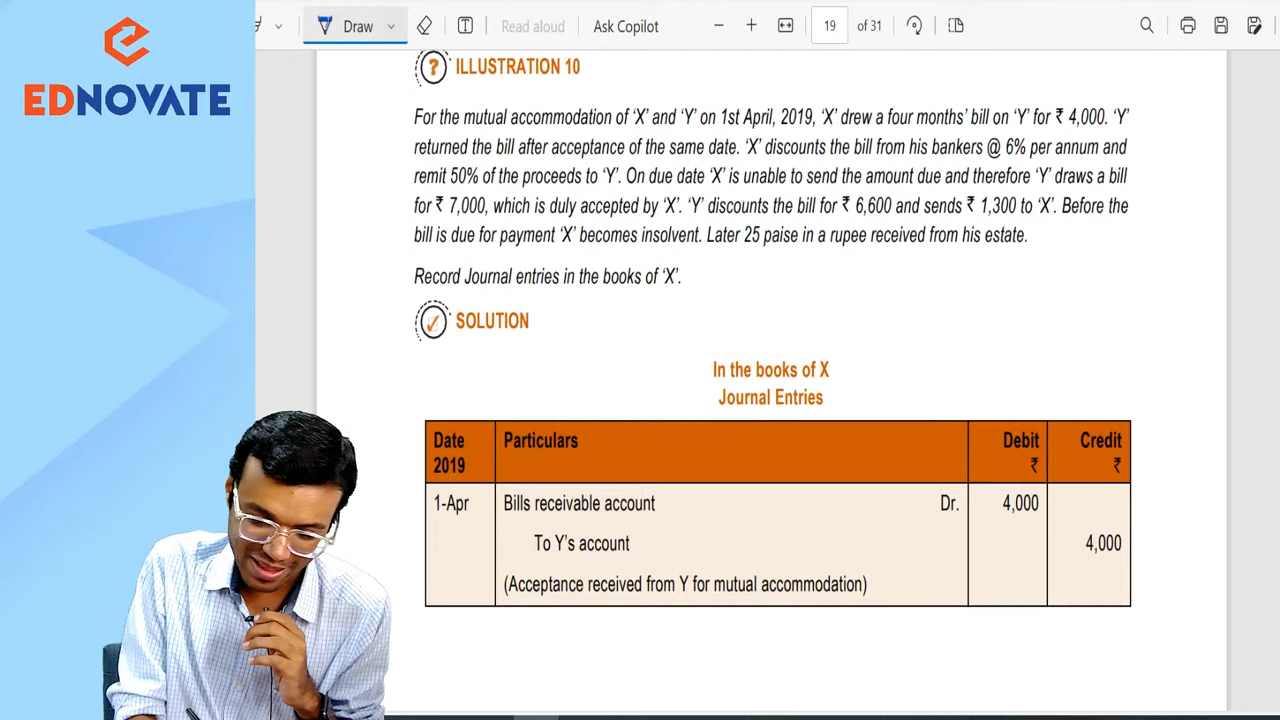 Draw
Read aloud
Ask Copilot
19
of 31
EDNOVATE
ILLUSTRATION 10
For the mutual accommodation of ‘X’ and ‘Y’ on 1st April, 2019, ‘X’ drew a four months’ bill on ‘Y’ for ₹ 4,000. ‘Y’
returned the bill after acceptance of the same date. ‘X’ discounts the bill from his bankers @ 6% per annum and
remit 50% of the proceeds to ‘Y’. On due date ‘X’ is unable to send the amount due and therefore ‘Y’ draws a bill
for ₹ 7,000, which is duly accepted by ‘X’. ‘Y’ discounts the bill for ₹ 6,600 and sends ₹ 1,300 to ‘X’. Before the
bill is due for payment ‘X’ becomes insolvent. Later 25 paise in a rupee received from his estate.
Record Journal entries in the books of ‘X’.
SOLUTION
In the books of X
Journal Entries
Date Particulars Debit Credit
2019 ₹ ₹
1-Apr Bills receivable account Dr. 4,000
To Y’s account 4,000
(Acceptance received from Y for mutual accommodation)